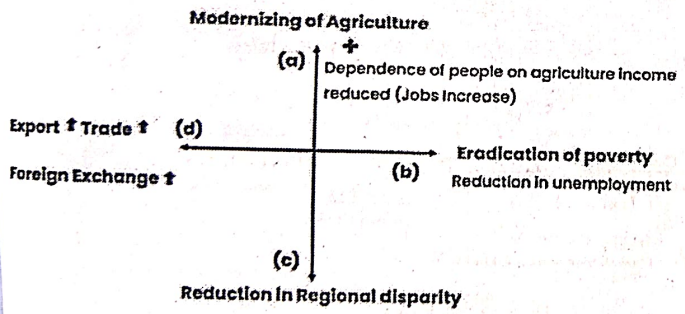 Modernizing of Agriculture
+
(a)
Dependence of people on agriculture income
reduced (Jobs Increase)
Export ⬆ Trade ⬆ (d)
Foreign Exchange ⬆
(b)
Eradication of poverty
Reduction in unemployment
(c)
Reduction in Regional disparity